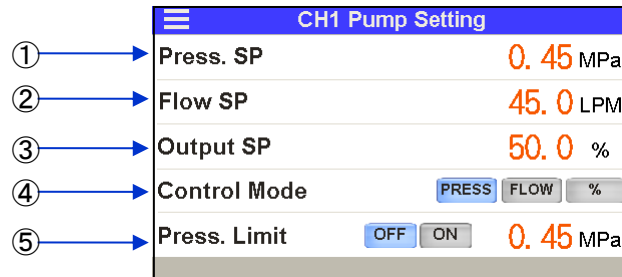 CH1 Pump Setting
① Press. SP 0.45 MPa
② Flow SP 45.0 LPM
③ Output SP 50.0 %
④ Control Mode PRESS FLOW %
⑤ Press. Limit OFF ON 0.45 MPa